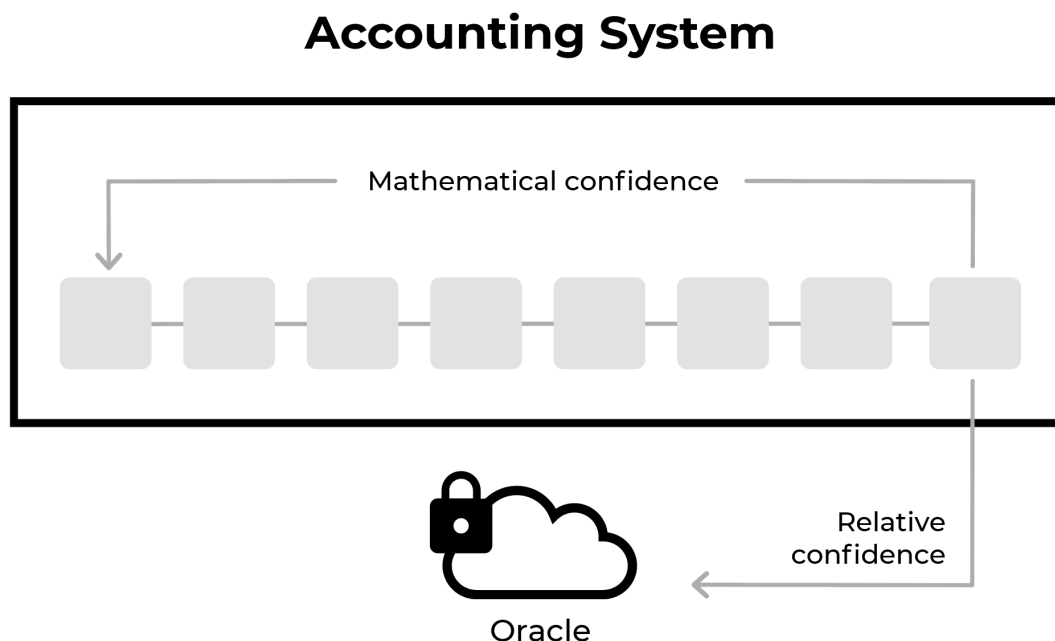 Accounting System
Mathematical confidence
Relative
confidence
Oracle